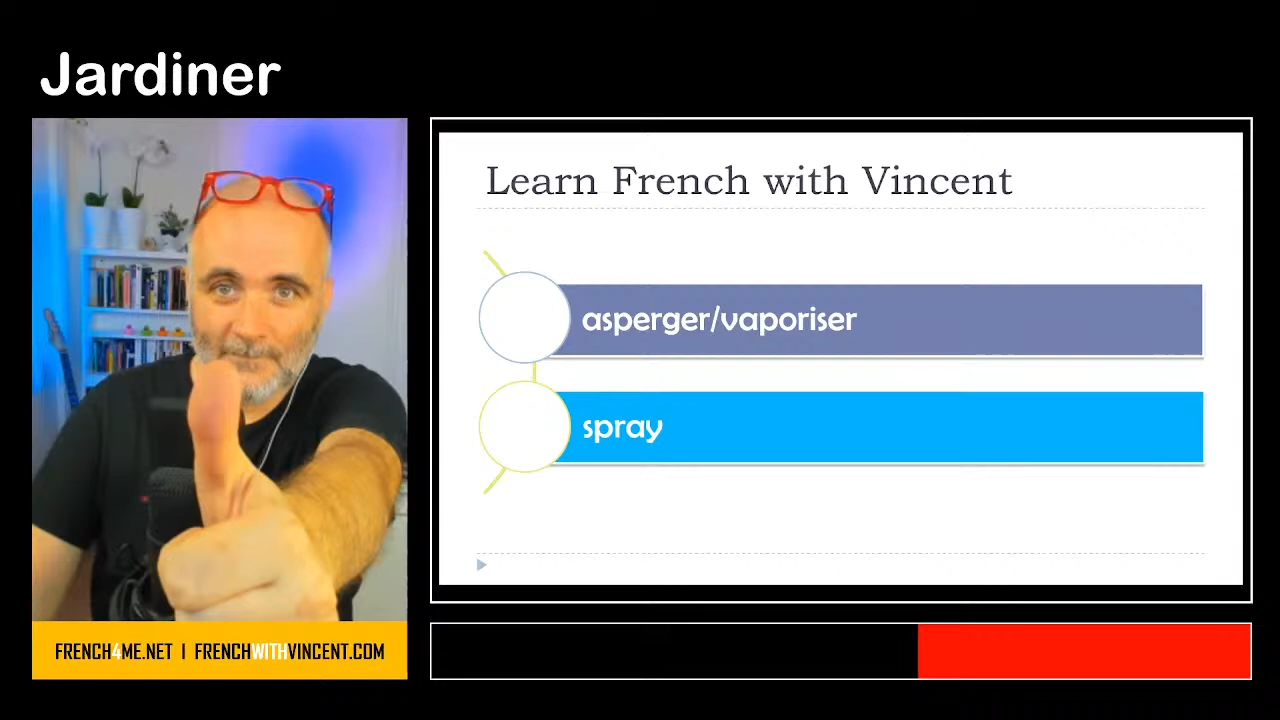 Jardiner
Learn French with Vincent
asperger/vaporiser
spray
FRENCH4ME.NET I FRENCHWITHVINCENT.COM